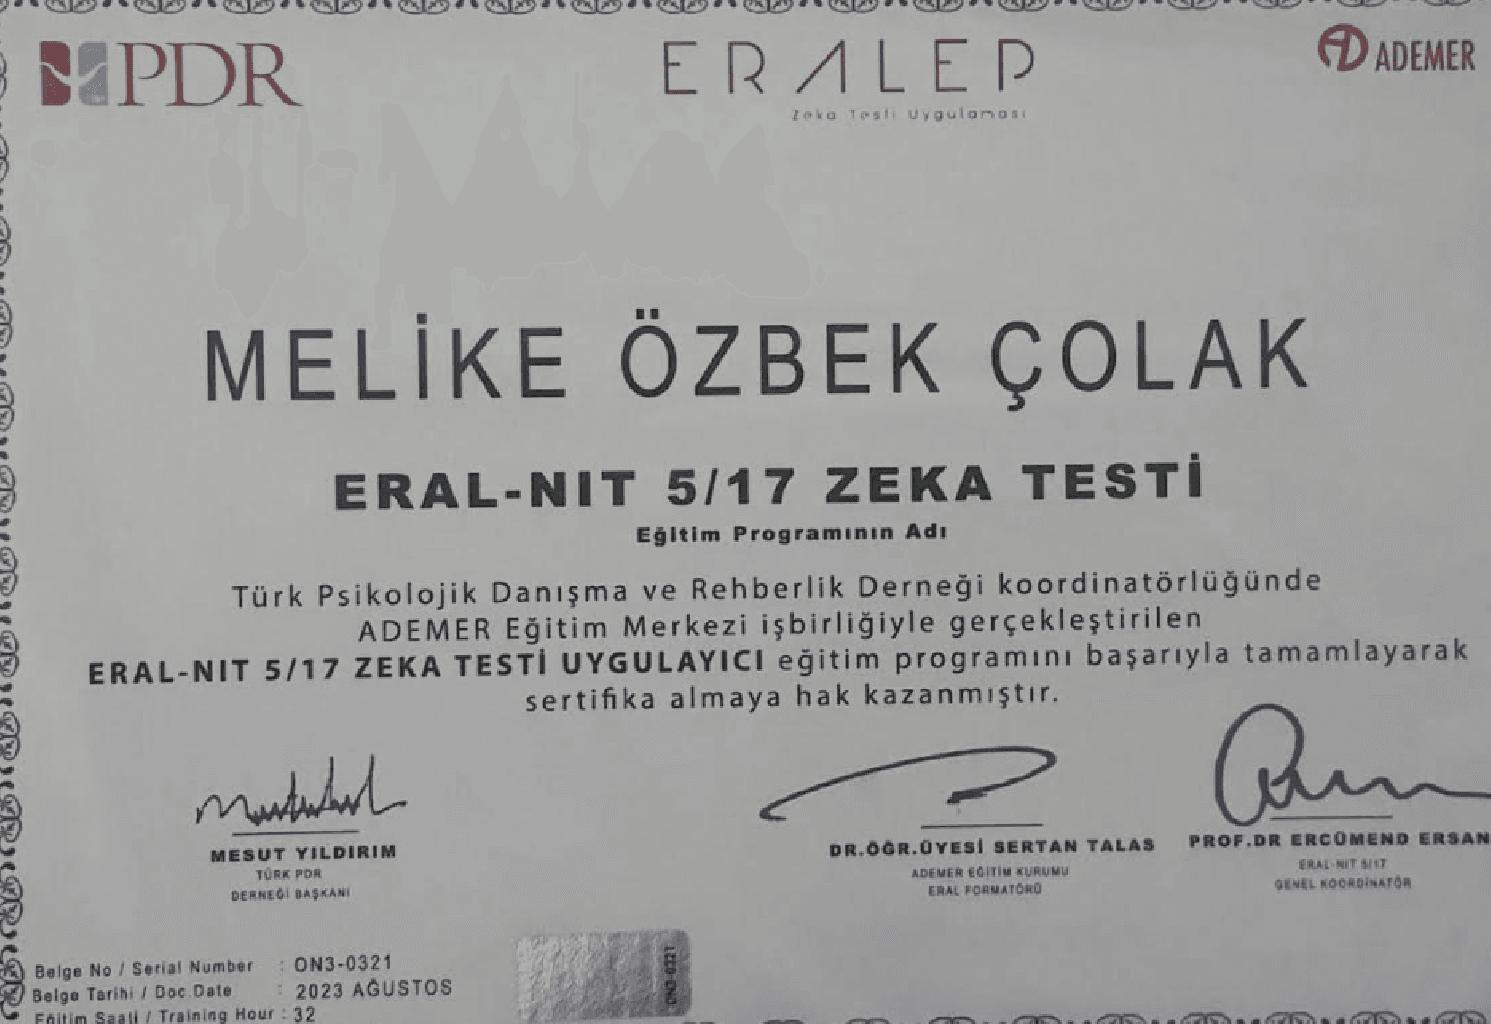 PDR
ERALEP
Zeka Testi Uygulaması
ADEMER
MELİKE ÖZBEK ÇOLAK
ERAL-NIT 5/17 ZEKA TESTİ
Eğitim Programının Adı
Türk Psikolojik Danışma ve Rehberlik Derneği koordinatörlüğünde
ADEMER Eğitim Merkezi işbirliğiyle gerçekleştirilen
ERAL-NIT 5/17 ZEKA TESTİ UYGULAYICI eğitim programını başarıyla tamamlayarak
sertifika almaya hak kazanmıştır.
MESUT YILDIRIM
TÜRK PDR
DERNEĞİ BAŞKANI
DR.ÖĞR.ÜYESİ SERTAN TALAS
ADEMER EĞİTİM KURUMU
ERAL FORMATÖRÜ
PROF.DR ERCÜMEND ERSAN
ERAL-NIT 5/17
GENEL KOORDİNATÖR
Belge No / Serial Number : ON3-0321
Belge Tarihi / Doc.Date : 2023 AĞUSTOS
Eğitim Saati / Training Hour : 32
ON3-0321